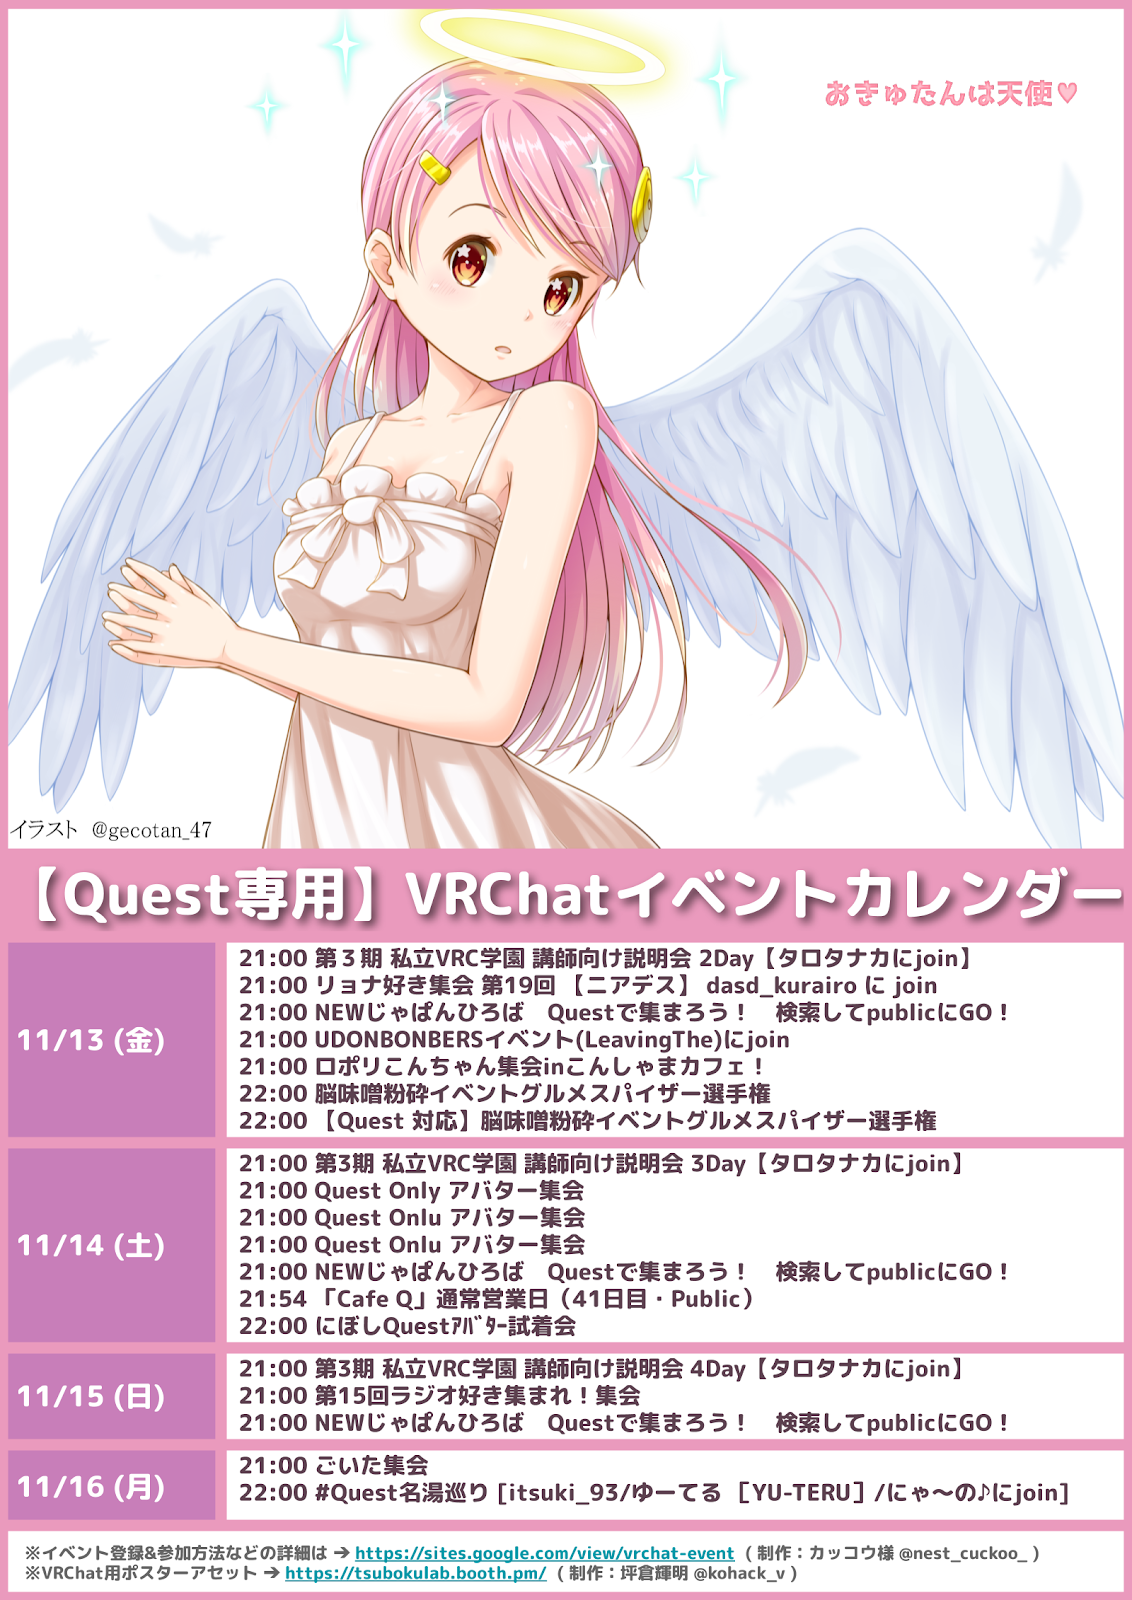 おきゅたんは天使♥
イラスト @gecotan_47
【Quest専用】VRChatイベントカレンダー
11/13 (金)
21:00 第３期 私立VRC学園 講師向け説明会 2Day【タロタナカにjoin】
21:00 リョナ好き集会 第19回 【ニアデス】 dasd_kurairo に join
21:00 NEWじゃぱんひろば　Questで集まろう！　検索してpublicにGO！
21:00 UDONBONBERSイベント(LeavingThe)にjoin
21:00 ロポリこんちゃん集会inこんしゃまカフェ！
22:00 脳味噌粉砕イベントグルメスパイザー選手権
22:00 【Quest 対応】脳味噌粉砕イベントグルメスパイザー選手権
11/14 (土)
21:00 第3期 私立VRC学園 講師向け説明会 3Day【タロタナカにjoin】
21:00 Quest Only アバター集会
21:00 Quest Onlu アバター集会
21:00 Quest Onlu アバター集会
21:00 NEWじゃぱんひろば　Questで集まろう！　検索してpublicにGO！
21:54 「Cafe Q」通常営業日（41日目・Public）
22:00 にぼしQuestｱﾊﾞﾀｰ試着会
11/15 (日)
21:00 第3期 私立VRC学園 講師向け説明会 4Day【タロタナカにjoin】
21:00 第15回ラジオ好き集まれ！集会
21:00 NEWじゃぱんひろば　Questで集まろう！　検索してpublicにGO！
11/16 (月)
21:00 ごいた集会
22:00 #Quest名湯巡り [itsuki_93/ゆーてる ［YU-TERU］/にゃ〜の♪にjoin]
※イベント登録&参加方法などの詳細は → https://sites.google.com/view/vrchat-event （制作：カッコウ様 @nest_cuckoo_ ）
※VRChat用ポスターアセット → https://tsubokulab.booth.pm/ （制作：坪倉輝明 @kohack_v ）